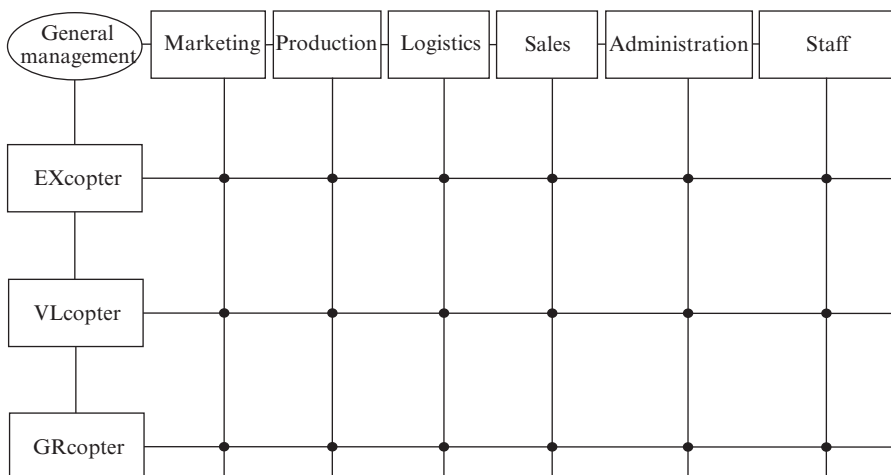 General
management
Marketing
Production
Logistics
Sales
Administration
Staff
EXcopter
VLcopter
GRcopter